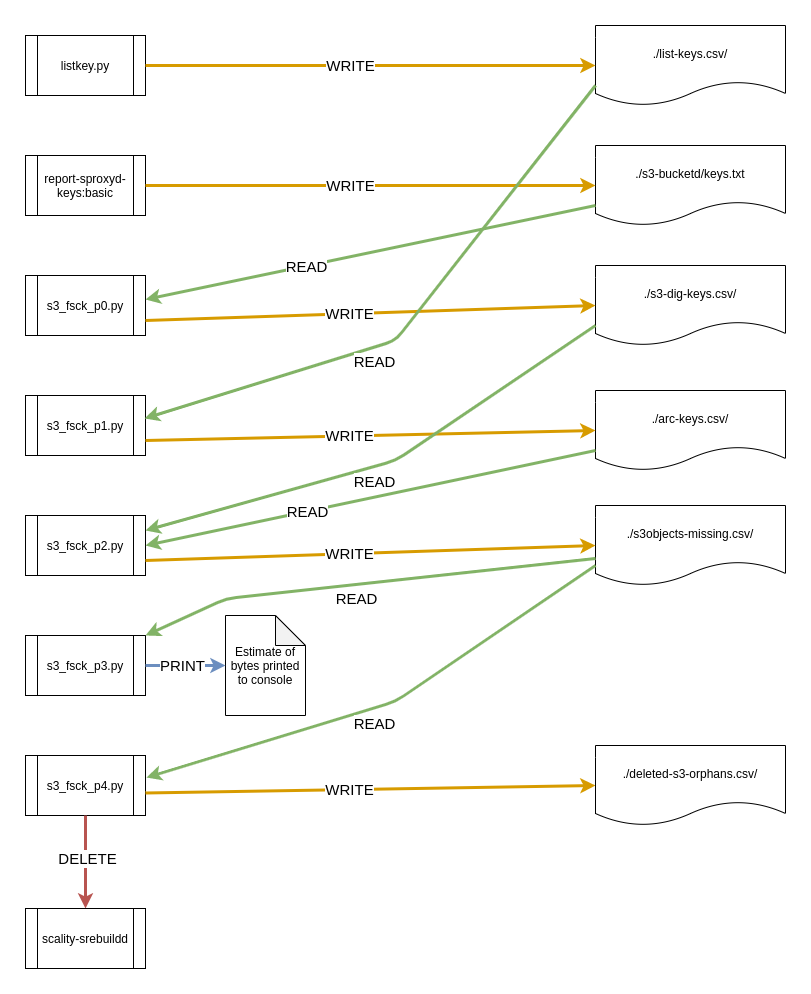 listkey.py
WRITE
./list-keys.csv/
report-sproxyd-
keys:basic
WRITE
./s3-bucketd/keys.txt
READ
s3_fsck_p0.py
WRITE
./s3-dig-keys.csv/
READ
s3_fsck_p1.py
WRITE
./arc-keys.csv/
READ
READ
s3_fsck_p2.py
WRITE
./s3objects-missing.csv/
READ
s3_fsck_p3.py
PRINT
Estimate of
bytes printed
to console
READ
s3_fsck_p4.py
WRITE
./deleted-s3-orphans.csv/
DELETE
scality-srebuildd